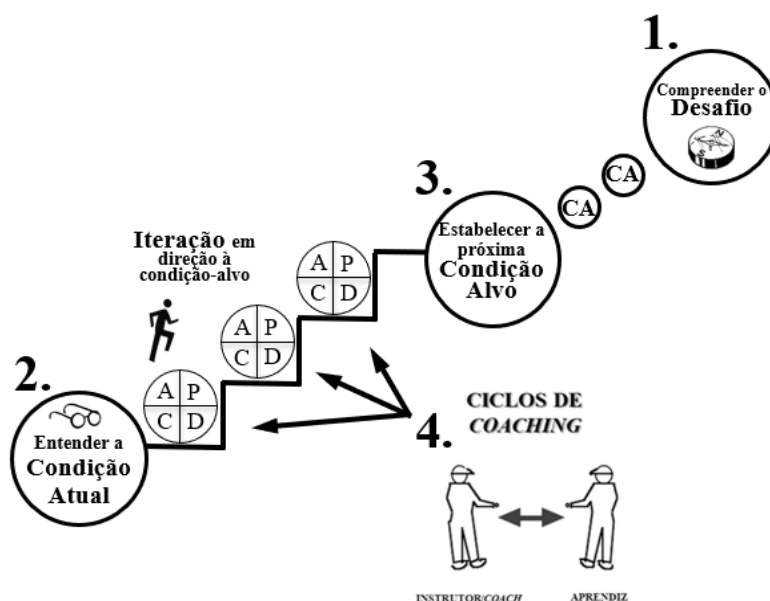 1.
Compreender o
Desafio
N
S
CA
CA
3.
Estabelecer a
próxima
Condição
Alvo
Iteração em
direção à
condição-alvo
A P
C D
A P
C D
A P
C D
2.
Entender a
Condição
Atual
4.
CICLOS DE
COACHING
INSTRUTOR/COACH
APRENDIZ